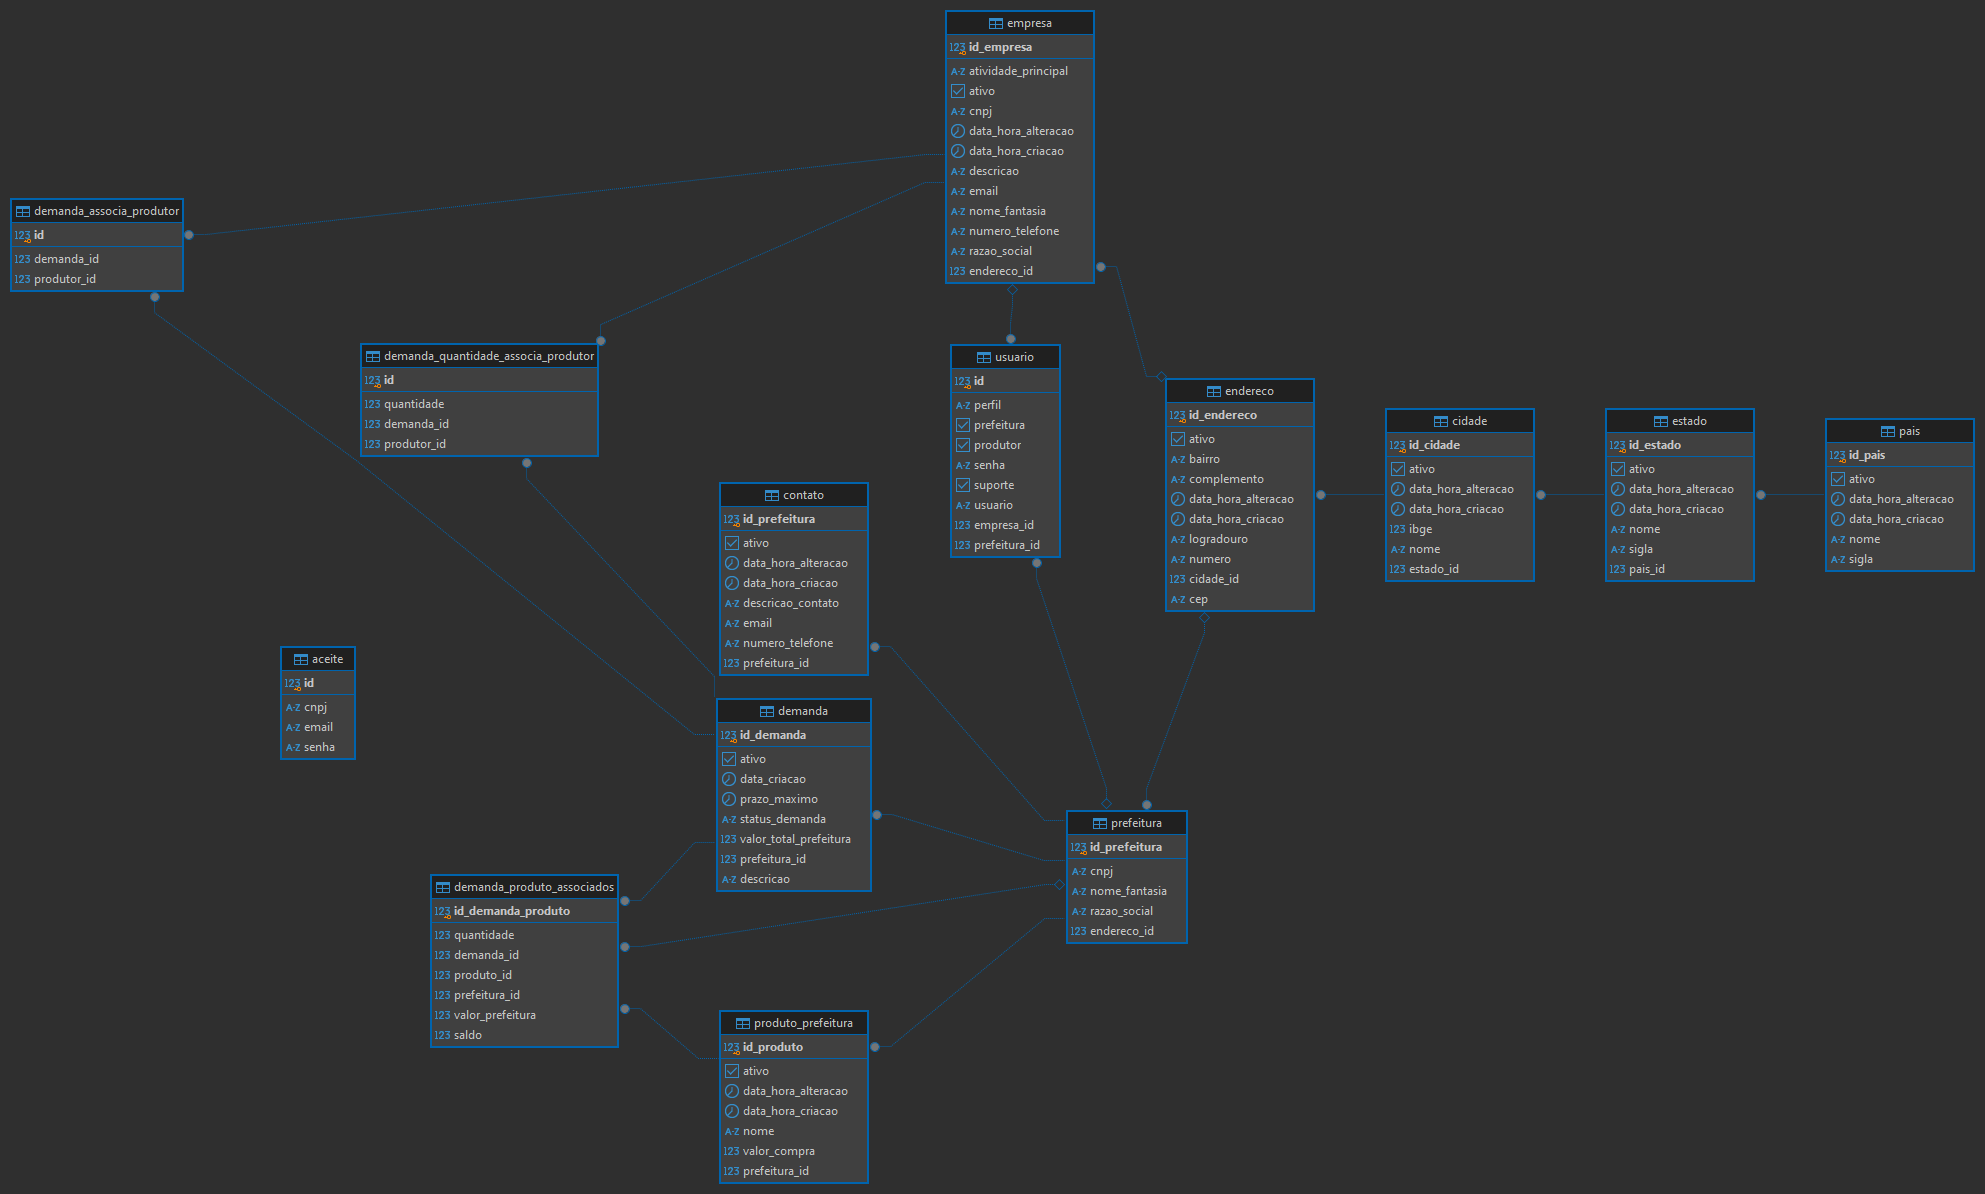 empresa
123 id_empresa
A-Z atividade_principal
ativo
A-Z cnpj
data_hora_alteracao
data_hora_criacao
A-Z descricao
A-Z email
A-Z nome_fantasia
A-Z numero_telefone
A-Z razao_social
123 endereco_id
demanda_associa_produtor
123 id
123 demanda_id
123 produtor_id
demanda_quantidade_associa_produtor
123 id
123 quantidade
123 demanda_id
123 produtor_id
usuario
123 id
A-Z perfil
prefeitura
produtor
A-Z senha
suporte
A-Z usuario
123 empresa_id
123 prefeitura_id
endereco
123 id_endereco
ativo
A-Z bairro
A-Z complemento
data_hora_alteracao
data_hora_criacao
A-Z logradouro
A-Z numero
123 cidade_id
A-Z cep
cidade
123 id_cidade
ativo
data_hora_alteracao
data_hora_criacao
123 ibge
A-Z nome
123 estado_id
estado
123 id_estado
ativo
data_hora_alteracao
data_hora_criacao
A-Z nome
A-Z sigla
123 pais_id
pais
123 id_pais
ativo
data_hora_alteracao
data_hora_criacao
A-Z nome
A-Z sigla
contato
123 id_prefeitura
ativo
data_hora_alteracao
data_hora_criacao
A-Z descricao_contato
A-Z email
A-Z numero_telefone
123 prefeitura_id
aceite
123 id
A-Z cnpj
A-Z email
A-Z senha
demanda
123 id_demanda
ativo
data_criacao
prazo_maximo
A-Z status_demanda
123 valor_total_prefeitura
123 prefeitura_id
A-Z descricao
prefeitura
123 id_prefeitura
A-Z cnpj
A-Z nome_fantasia
A-Z razao_social
123 endereco_id
demanda_produto_associados
123 id_demanda_produto
123 quantidade
123 demanda_id
123 produto_id
123 prefeitura_id
123 valor_prefeitura
123 saldo
produto_prefeitura
123 id_produto
ativo
data_hora_alteracao
data_hora_criacao
A-Z nome
123 valor_compra
123 prefeitura_id